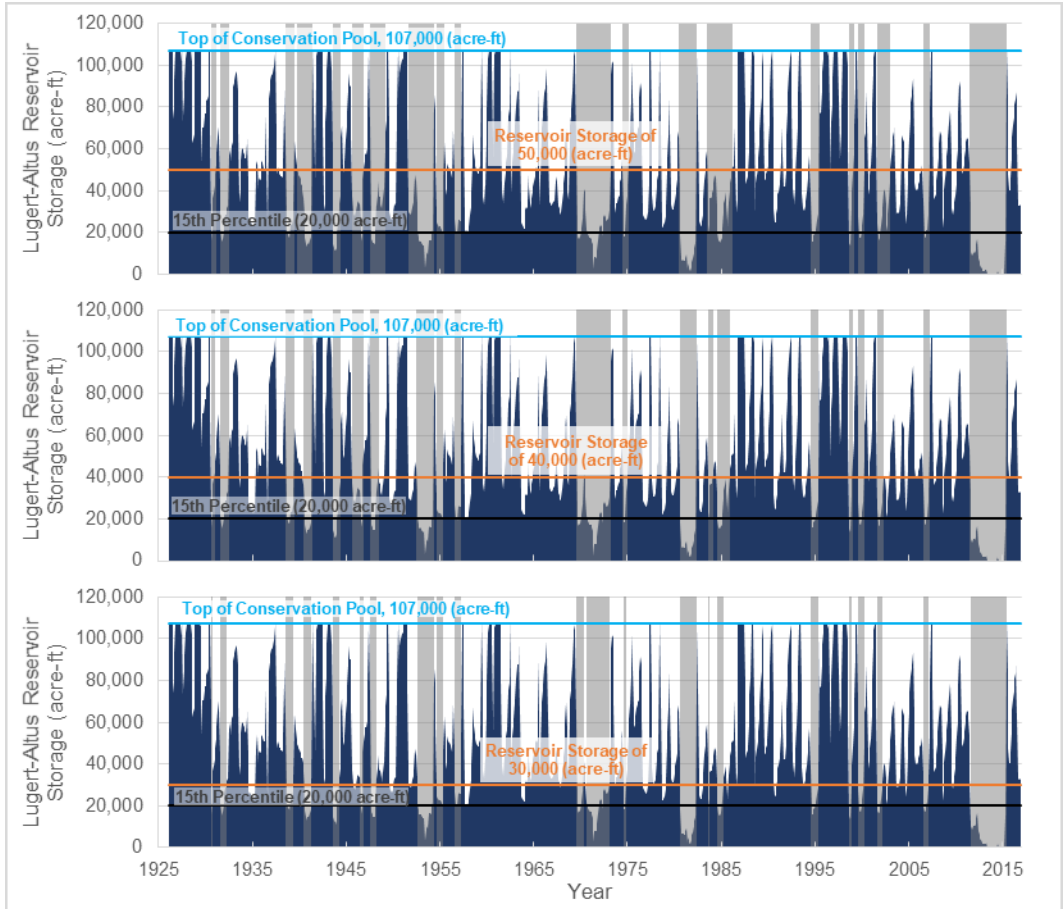 120,000
100,000
80,000
60,000
40,000
20,000
0
Lugert-Altus Reservoir
Storage (acre-ft)
Top of Conservation Pool, 107,000 (acre-ft)
Reservoir Storage of
50,000 (acre-ft)
15th Percentile (20,000 acre-ft)
120,000
100,000
80,000
60,000
40,000
20,000
0
Lugert-Altus Reservoir
Storage (acre-ft)
Top of Conservation Pool, 107,000 (acre-ft)
Reservoir Storage
of 40,000 (acre-ft)
15th Percentile (20,000 acre-ft)
120,000
100,000
80,000
60,000
40,000
20,000
0
Lugert-Altus Reservoir
Storage (acre-ft)
Top of Conservation Pool, 107,000 (acre-ft)
Reservoir Storage of
30,000 (acre-ft)
15th Percentile (20,000 acre-ft)
1925 1935 1945 1955 1965 1975 1985 1995 2005 2015
Year